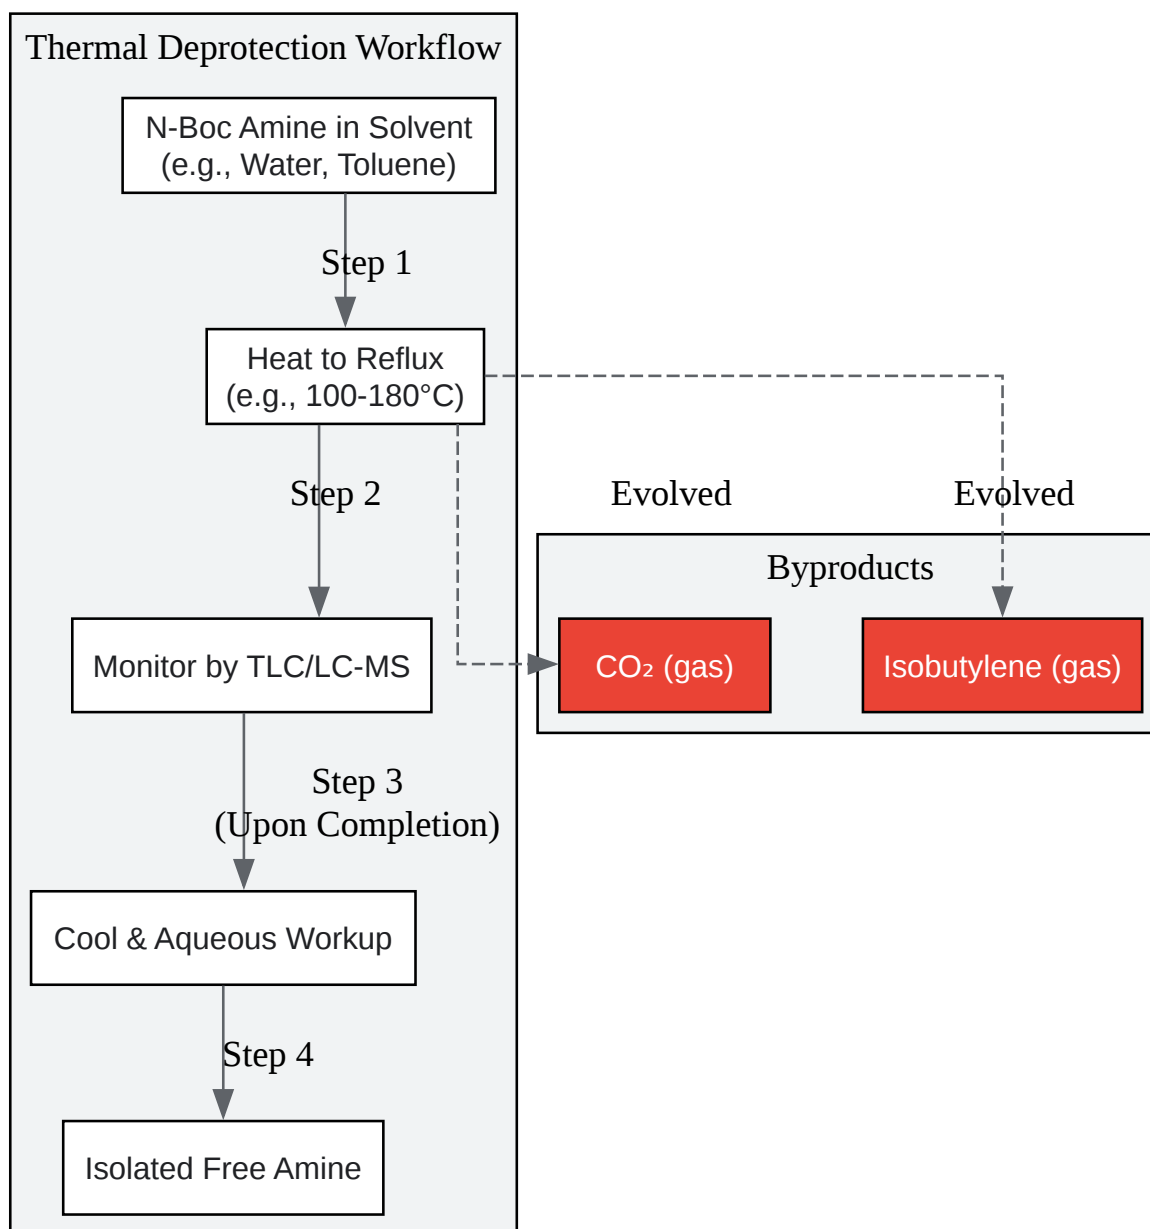 Thermal Deprotection Workflow
N-Boc Amine in Solvent
(e.g., Water, Toluene)
Step 1
Heat to Reflux
(e.g., 100-180°C)
Step 2
Evolved
Evolved
Byproducts
Monitor by TLC/LC-MS
CO₂ (gas)
Isobutylene (gas)
Step 3
(Upon Completion)
Cool & Aqueous Workup
Step 4
Isolated Free Amine